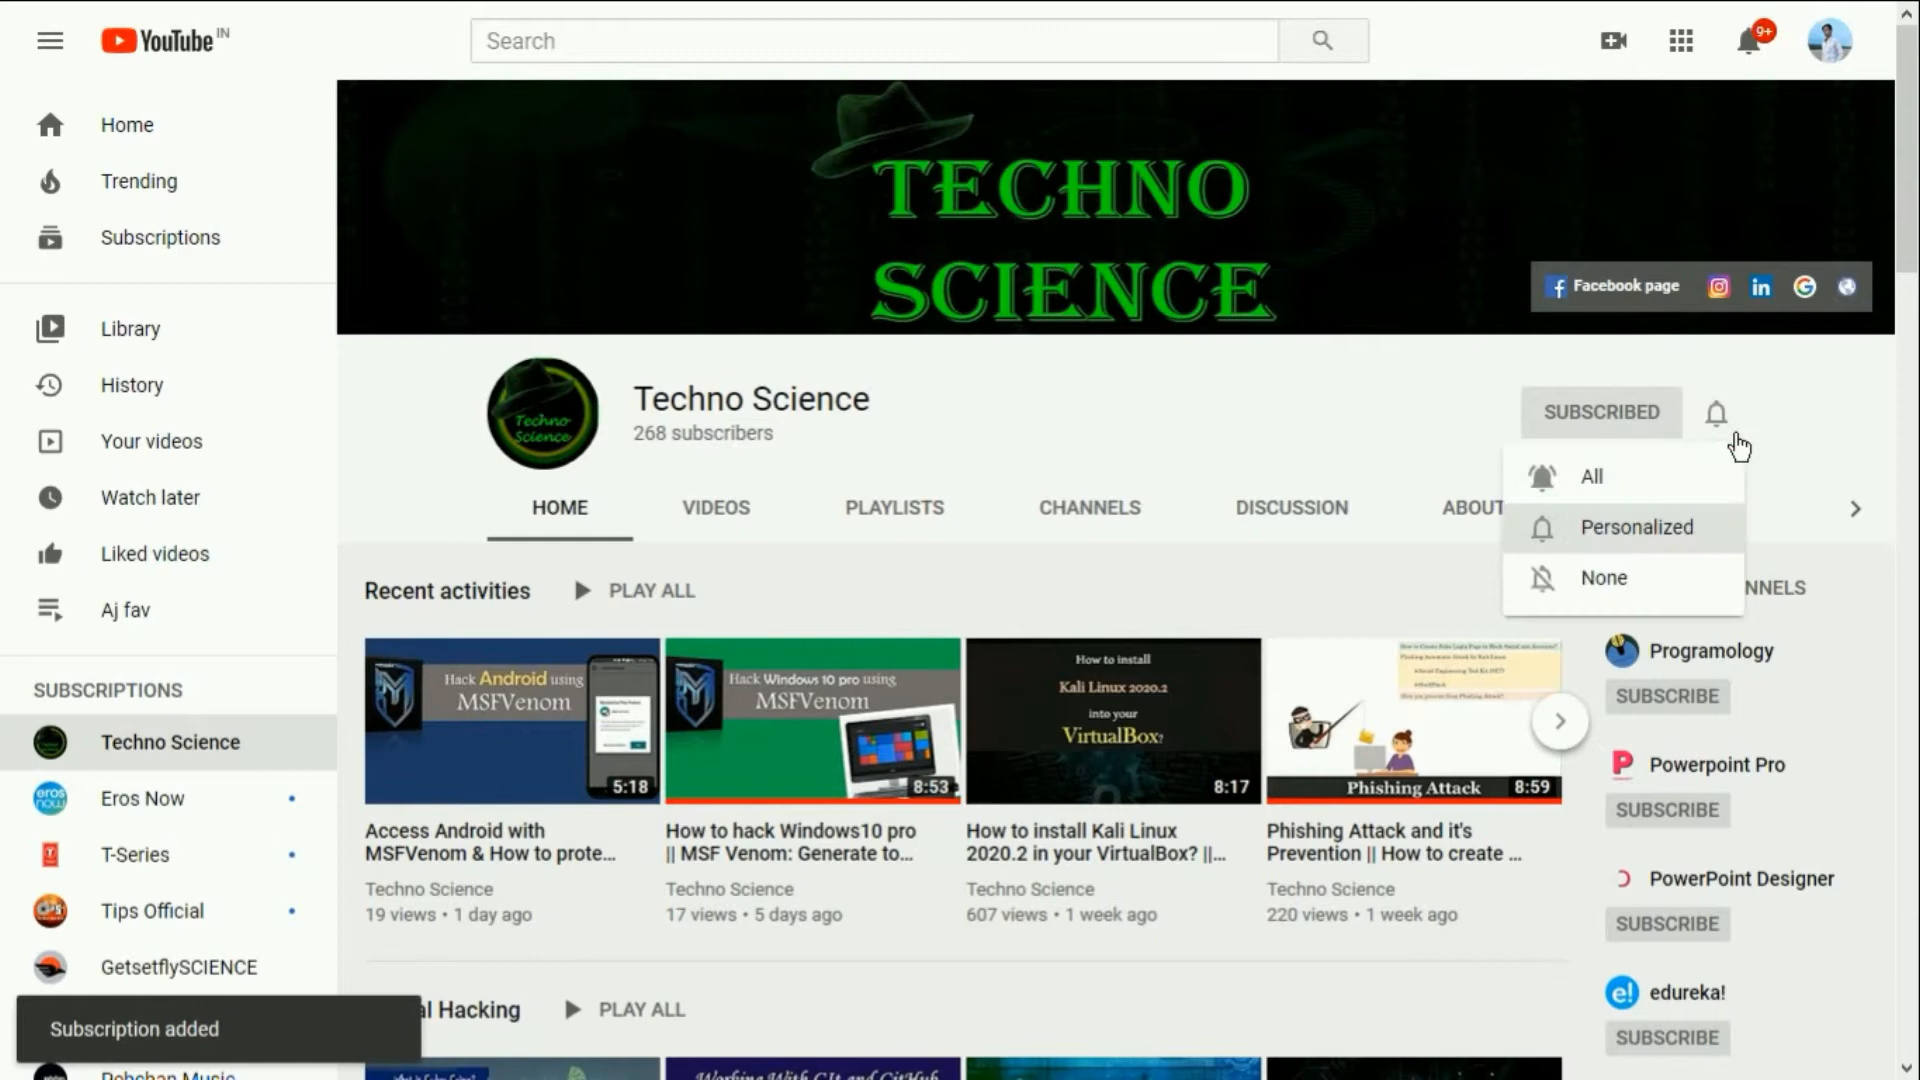 YouTube IN
Search
9+
Home
Trending
Subscriptions
Library
History
Your videos
Watch later
Liked videos
Aj fav
SUBSCRIPTIONS
Techno Science
Eros Now
T-Series
Tips Official
GetsetflySCIENCE
Subscription added
TECHNO
SCIENCE
Facebook page
Techno
Science
Techno Science
268 subscribers
SUBSCRIBED
All
Personalized
None
HOME
VIDEOS
PLAYLISTS
CHANNELS
DISCUSSION
ABOUT
Recent activities
PLAY ALL
NNELS
Hack Android using
MSFVenom
5:18
Access Android with
MSFVenom & How to prote...
Techno Science
19 views • 1 day ago
Hack Windows 10 pro using
MSFVenom
8:53
How to hack Windows10 pro
|| MSF Venom: Generate to...
Techno Science
17 views • 5 days ago
How to install
Kali Linux 2020.2
into your
VirtualBox?
8:17
How to install Kali Linux
2020.2 in your VirtualBox? ||...
Techno Science
607 views • 1 week ago
Phishing Attack
8:59
Phishing Attack and it's
Prevention || How to create ...
Techno Science
220 views • 1 week ago
Programology
SUBSCRIBE
Powerpoint Pro
SUBSCRIBE
PowerPoint Designer
SUBSCRIBE
e! edureka!
SUBSCRIBE
al Hacking
PLAY ALL
Working With Git and GitHub